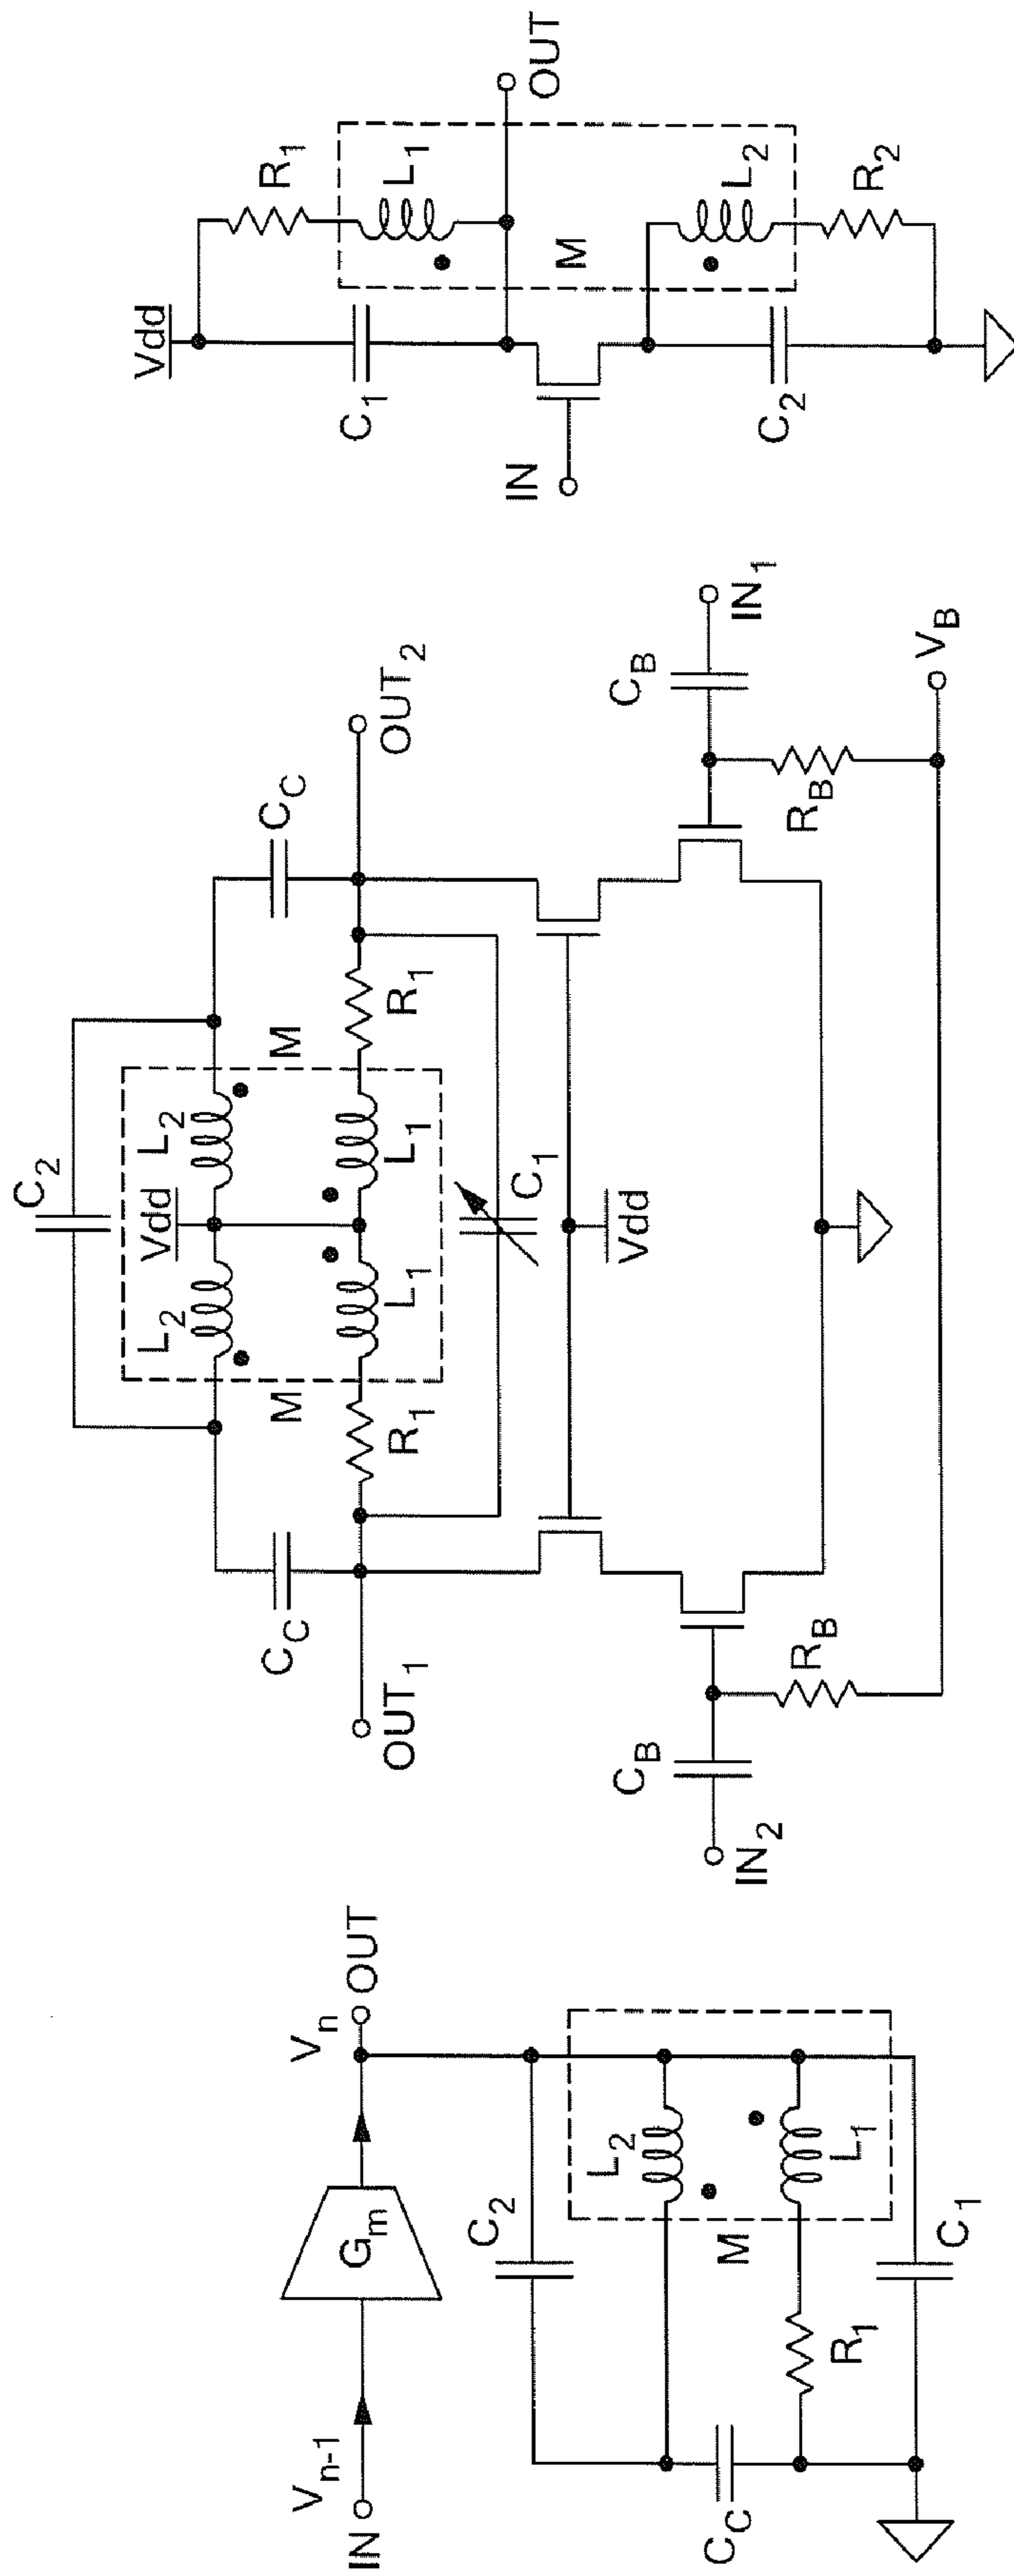 Vdd
R1
C1
L1
OUT
M
IN
L2
C2
R2
C2
CC
L2
Vdd
L2
M
M
OUT2
CC
R1
L1
L1
R1
OUT1
C1
Vdd
CB
IN1
RB
VB
CB
IN2
RB
Vn-1
IN
Gm
Vn
OUT
C2
L2
M
L1
CC
R1
C1